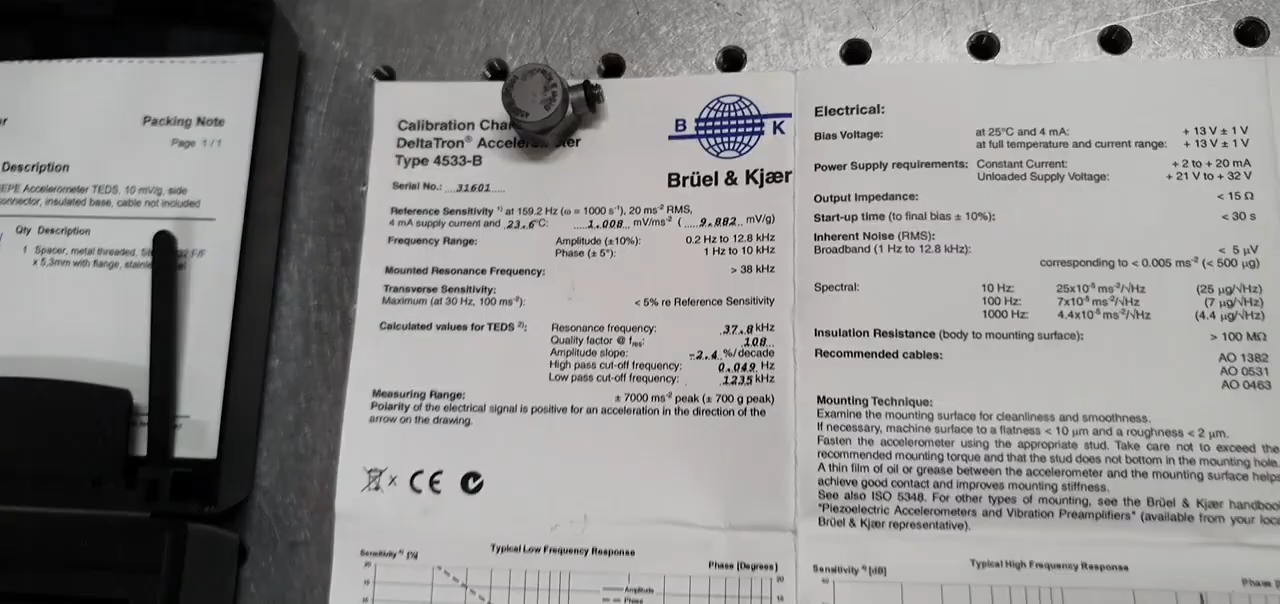 Packing Note
Page 1 / 1
Description
EPE Accelerometer TEDS, 10 mV/g, side
connector, insulated base, cable not included
Qty Description
1 Spacer, metal threaded,
x 5,3mm with flange,
Calibration
DeltaTron®
Type 4533-B
Serial No.: 31601
B K
Brüel & Kjær
Reference Sensitivity ¹⁾ at 159.2 Hz (ω = 1000 s⁻¹), 20 ms⁻² RMS,
4 mA supply current and 23.6°C: 1.008 mV/ms⁻² ( 9.882 mV/g)
Frequency Range: Amplitude (±10%): 0.2 Hz to 12.8 kHz
Phase (± 5°): 1 Hz to 10 kHz
Mounted Resonance Frequency: > 38 kHz
Transverse Sensitivity:
Maximum (at 30 Hz, 100 ms⁻²): < 5% re Reference Sensitivity
Calculated values for TEDS ²⁾: Resonance frequency: 37.8 kHz
Quality factor @ fres: 108
Amplitude slope: -2.4 %/decade
High pass cut-off frequency: 0.049 Hz
Low pass cut-off frequency: 1235 kHz
Measuring Range: ± 7000 ms⁻² peak (± 700 g peak)
Polarity of the electrical signal is positive for an acceleration in the direction of the
arrow on the drawing.
CE
Typical Low Frequency Response
Sensitivity ⁴⁾ [%] Phase [Degrees]
Amplitude
Phase
Electrical:
Bias Voltage: at 25°C and 4 mA: + 13 V ± 1 V
at full temperature and current range: + 13 V ± 1 V
Power Supply requirements: Constant Current: + 2 to + 20 mA
Unloaded Supply Voltage: + 21 V to + 32 V
Output Impedance: < 15 Ω
Start-up time (to final bias ± 10%): < 30 s
Inherent Noise (RMS):
Broadband (1 Hz to 12.8 kHz): < 5 μV
corresponding to < 0.005 ms⁻² (< 500 μg)
Spectral: 10 Hz: 25x10⁻⁵ ms⁻²/√Hz (25 μg/√Hz)
100 Hz: 7x10⁻⁵ ms⁻²/√Hz (7 μg/√Hz)
1000 Hz: 4.4x10⁻⁵ ms⁻²/√Hz (4.4 μg/√Hz)
Insulation Resistance (body to mounting surface): > 100 MΩ
Recommended cables: AO 1382
AO 0531
AO 0463
Mounting Technique:
Examine the mounting surface for cleanliness and smoothness.
If necessary, machine surface to a flatness < 10 μm and a roughness < 2 μm.
Fasten the accelerometer using the appropriate stud. Take care not to exceed the
recommended mounting torque and that the stud does not bottom in the mounting hole.
A thin film of oil or grease between the accelerometer and the mounting surface helps
achieve good contact and improves mounting stiffness.
See also ISO 5348. For other types of mounting, see the Brüel & Kjær handboo
"Piezoelectric Accelerometers and Vibration Preamplifiers" (available from your loc
Brüel & Kjær representative).
Sensitivity ⁴⁾ [dB] Typical High Frequency Response
Phase